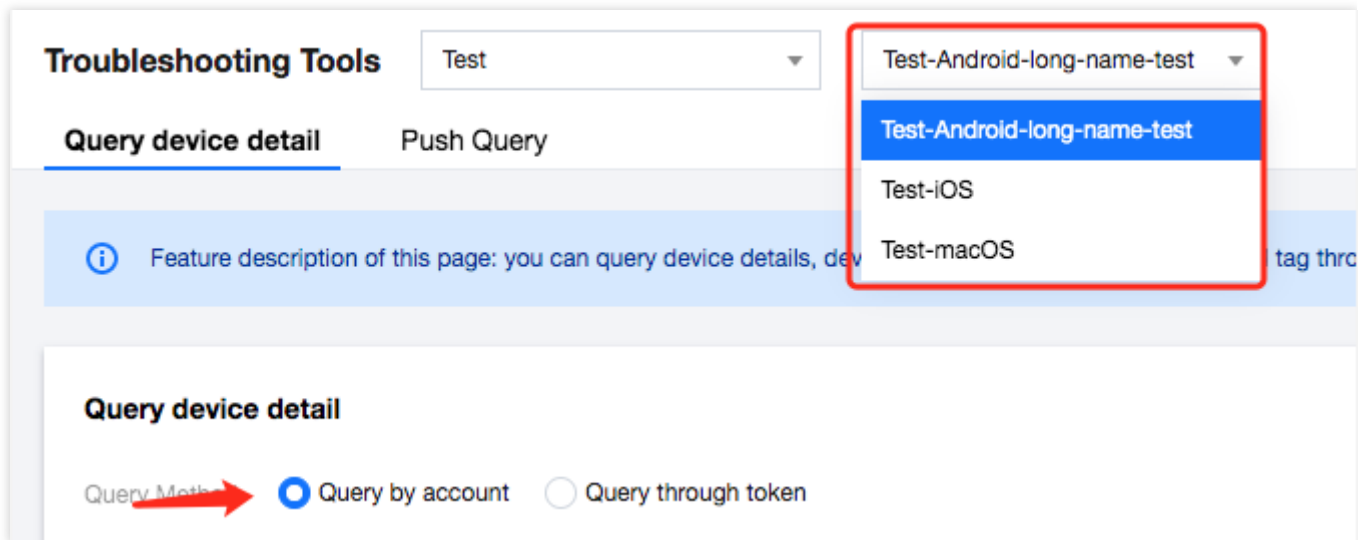 Troubleshooting Tools Test Test-Android-long-name-test
Query device detail Push Query Test-Android-long-name-test
Test-iOS
Test-macOS
Feature description of this page: you can query device details, tag
Query device detail
Query Query by account Query through token